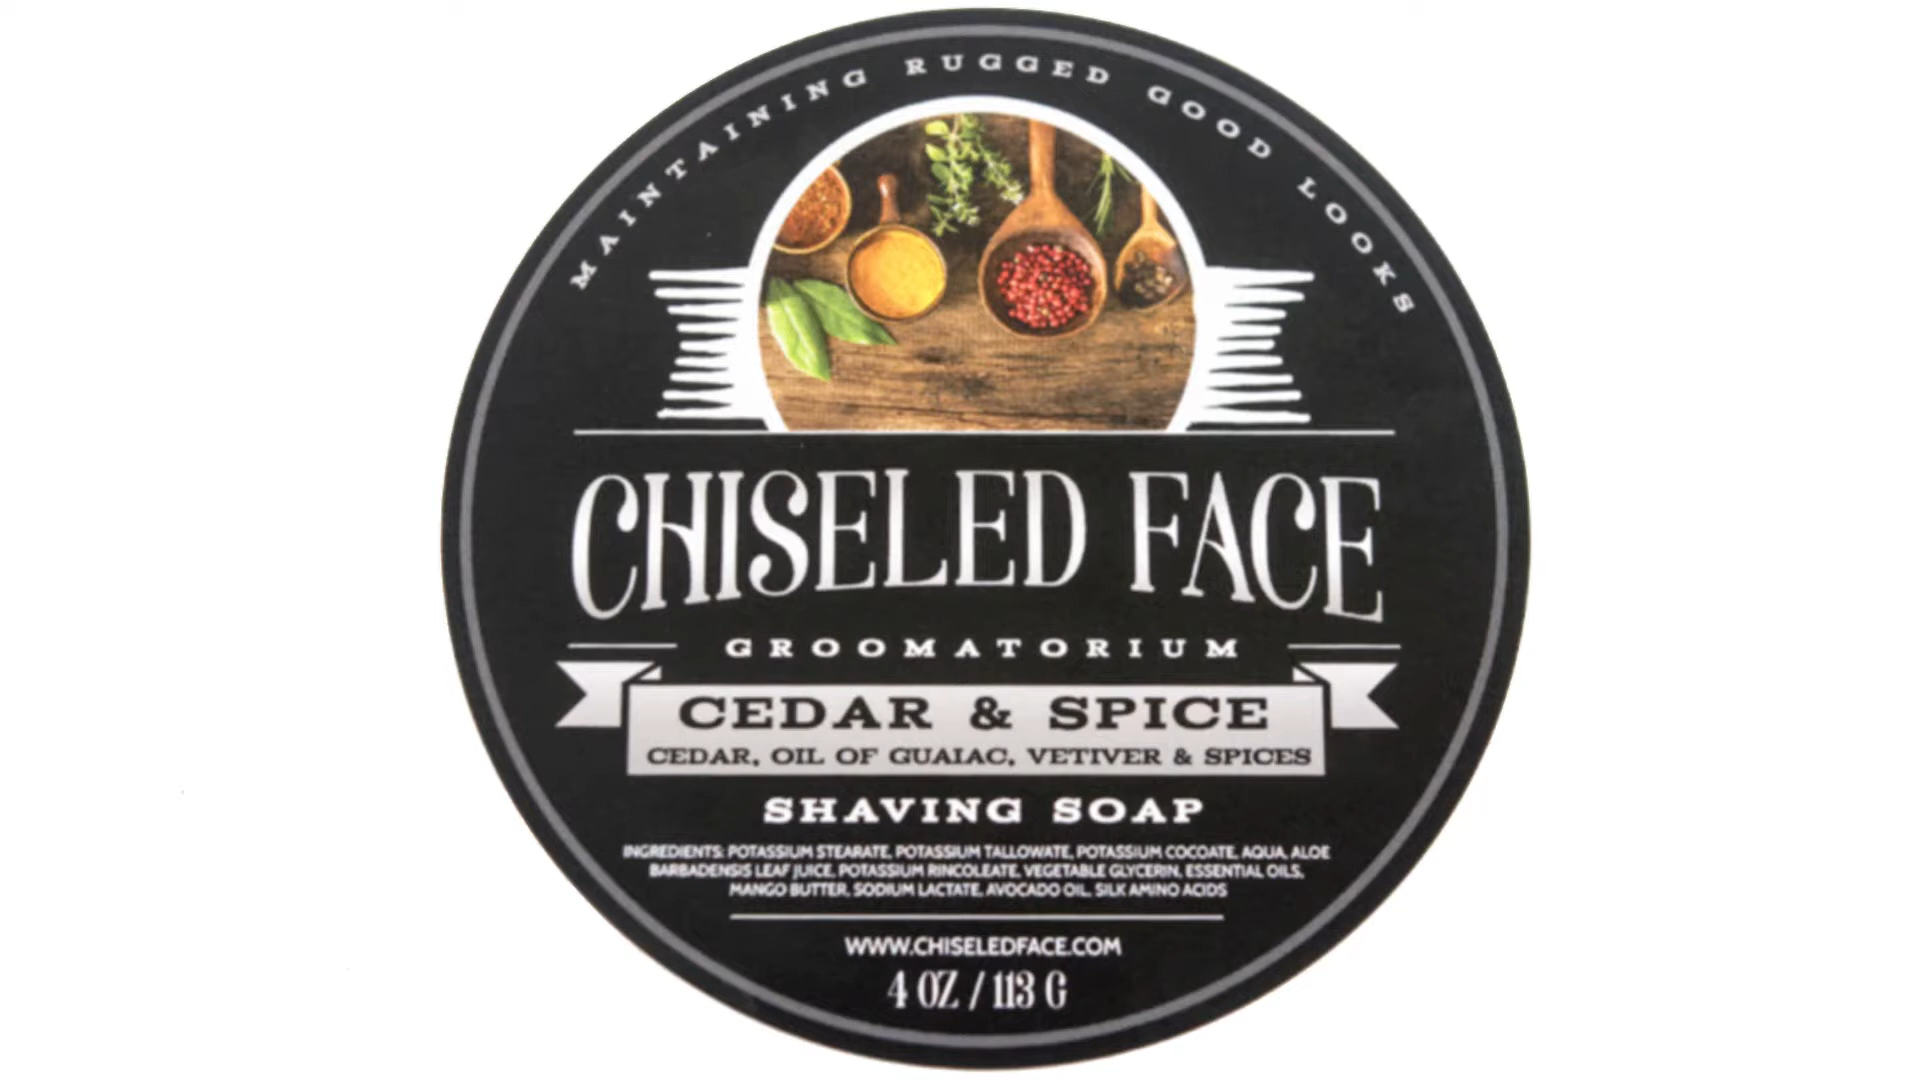 MAINTAINING RUGGED GOOD LOOKS
CHISELED FACE
GROOMATORIUM
CEDAR & SPICE
CEDAR, OIL OF GUAIAC, VETIVER & SPICES
SHAVING SOAP
INGREDIENTS: POTASSIUM STEARATE, POTASSIUM TALLOWATE, POTASSIUM COCOATE, AQUA, ALOE
BARBADENSIS LEAF JUICE, POTASSIUM RINCOLEATE, VEGETABLE GLYCERIN, ESSENTIAL OILS,
MANGO BUTTER, SODIUM LACTATE, AVOCADO OIL, SILK AMINO ACIDS
WWW.CHISELEDFACE.COM
4 OZ / 113 G